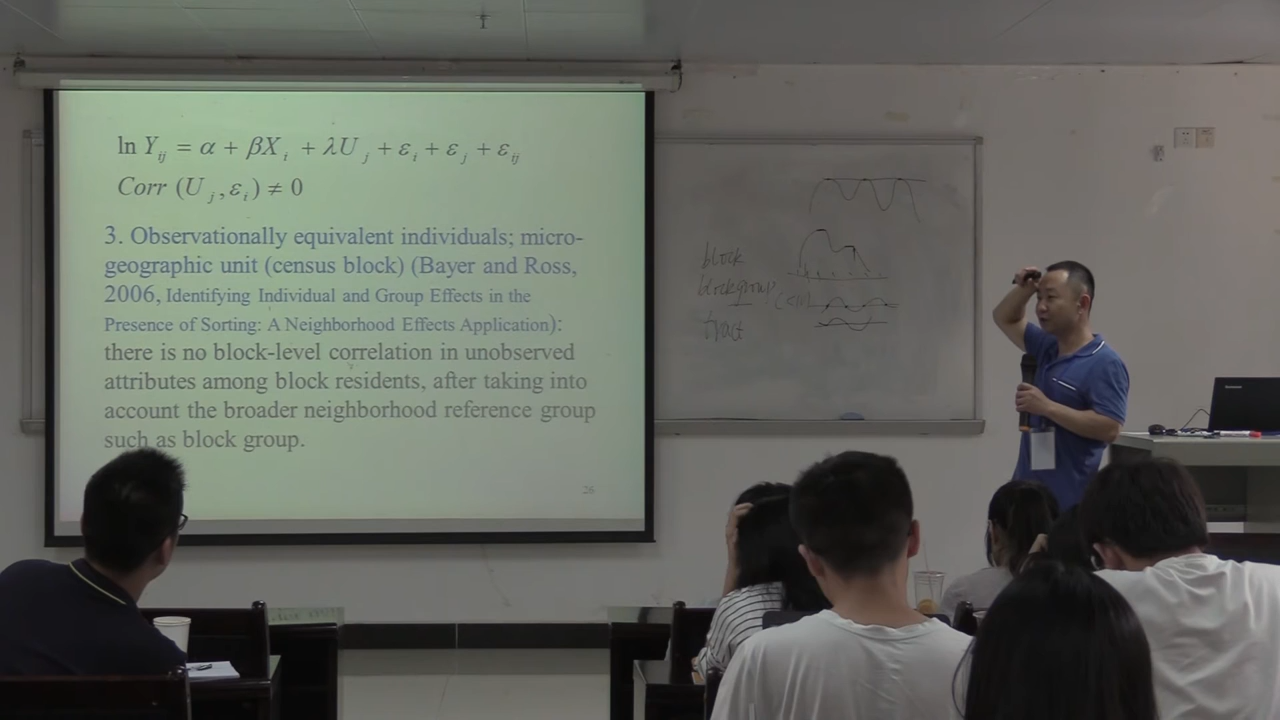 ln Y_ij = α + βX_i + λU_j + ε_i + ε_j + ε_ij
Corr (U_j, ε_i) ≠ 0
3. Observationally equivalent individuals; micro-
geographic unit (census block) (Bayer and Ross,
2006, Identifying Individual and Group Effects in the
Presence of Sorting: A Neighborhood Effects Application):
there is no block-level correlation in unobserved
attributes among block residents, after taking into
account the broader neighborhood reference group
such as block group.
26
block
blockgroup
tract